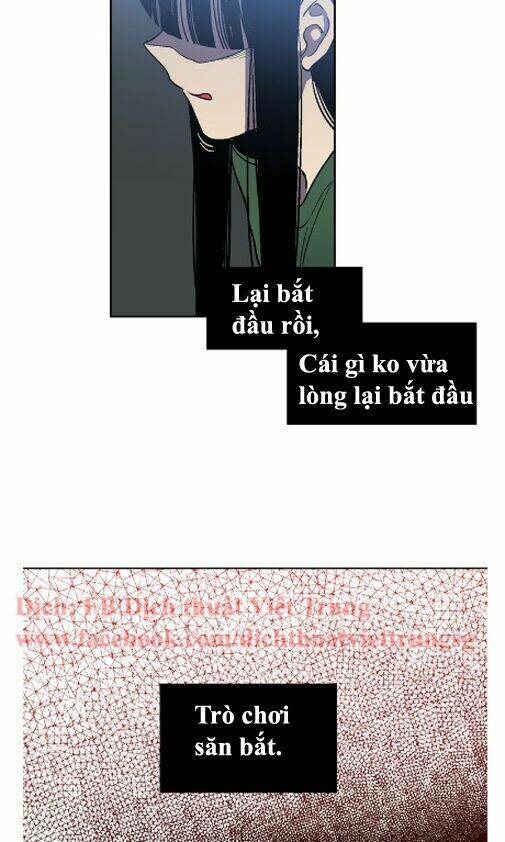 Lại bắt
đầu rồi,
Cái gì ko vừa
lòng lại bắt đầu
Dịch: FB Dịch thuật Việt Trung
www.facebook.com/dichthuatviettrungsg
Trò chơi
săn bắt.